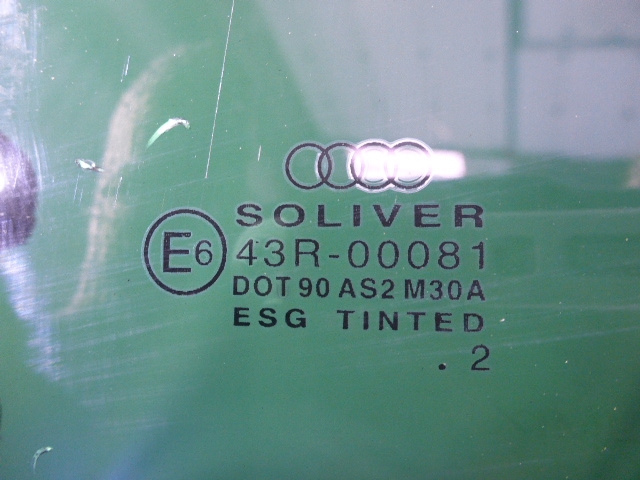 SOLIVER
E6 43R-00081
DOT 90 AS2 M30A
ESG TINTED
. 2